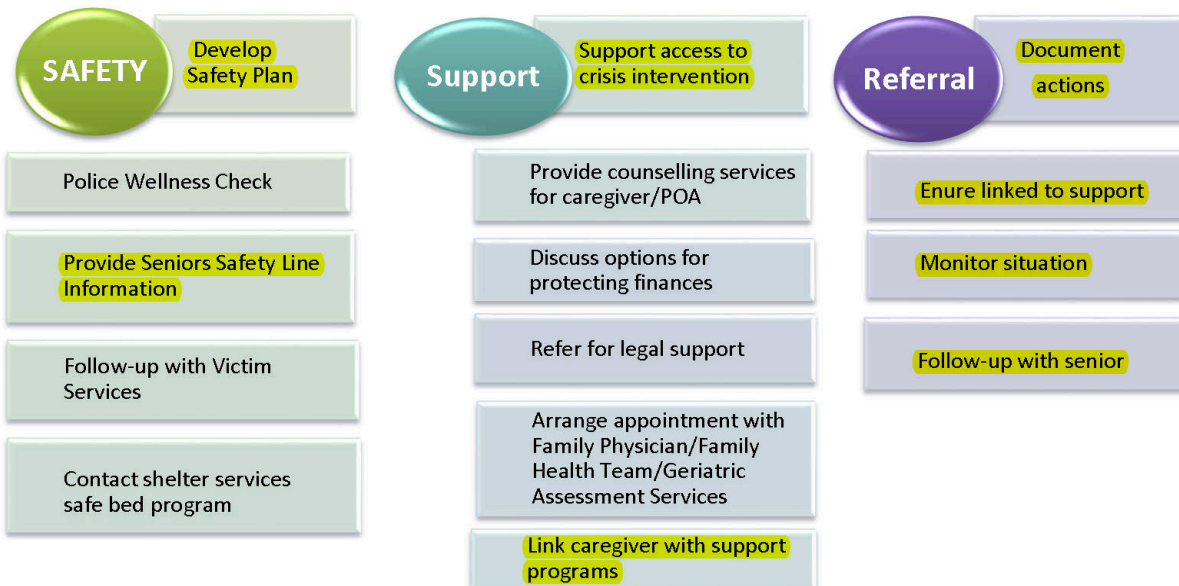 SAFETY
Develop
Safety Plan
Police Wellness Check
Provide Seniors Safety Line
Information
Follow-up with Victim
Services
Contact shelter services
safe bed program
Support
Support access to
crisis intervention
Provide counselling services
for caregiver/POA
Discuss options for
protecting finances
Refer for legal support
Arrange appointment with
Family Physician/Family
Health Team/Geriatric
Assessment Services
Link caregiver with support
programs
Referral
Document
actions
Enure linked to support
Monitor situation
Follow-up with senior